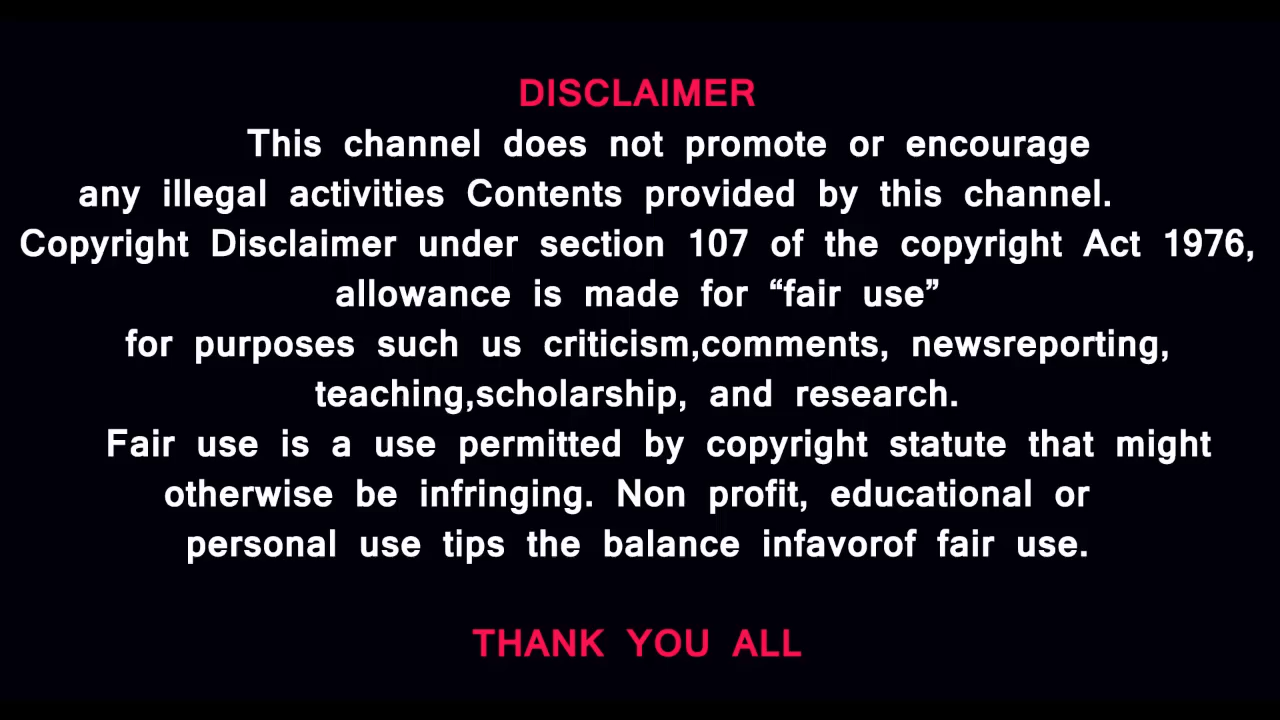 DISCLAIMER
This channel does not promote or encourage
any illegal activities Contents provided by this channel.
Copyright Disclaimer under section 107 of the copyright Act 1976,
allowance is made for “fair use”
for purposes such us criticism,comments, newsreporting,
teaching,scholarship, and research.
Fair use is a use permitted by copyright statute that might
otherwise be infringing. Non profit, educational or
personal use tips the balance infavorof fair use.
THANK YOU ALL